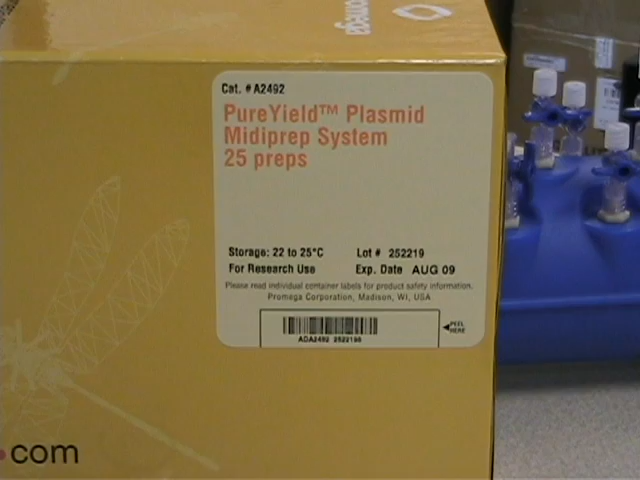 omega
Cat. # A2492
PureYield™ Plasmid
Midiprep System
25 preps
Storage: 22 to 25°C Lot # 252219
For Research Use Exp. Date AUG 09
Please read individual container labels for product safety information.
Promega Corporation, Madison, WI, USA
PEEL
HERE
.com